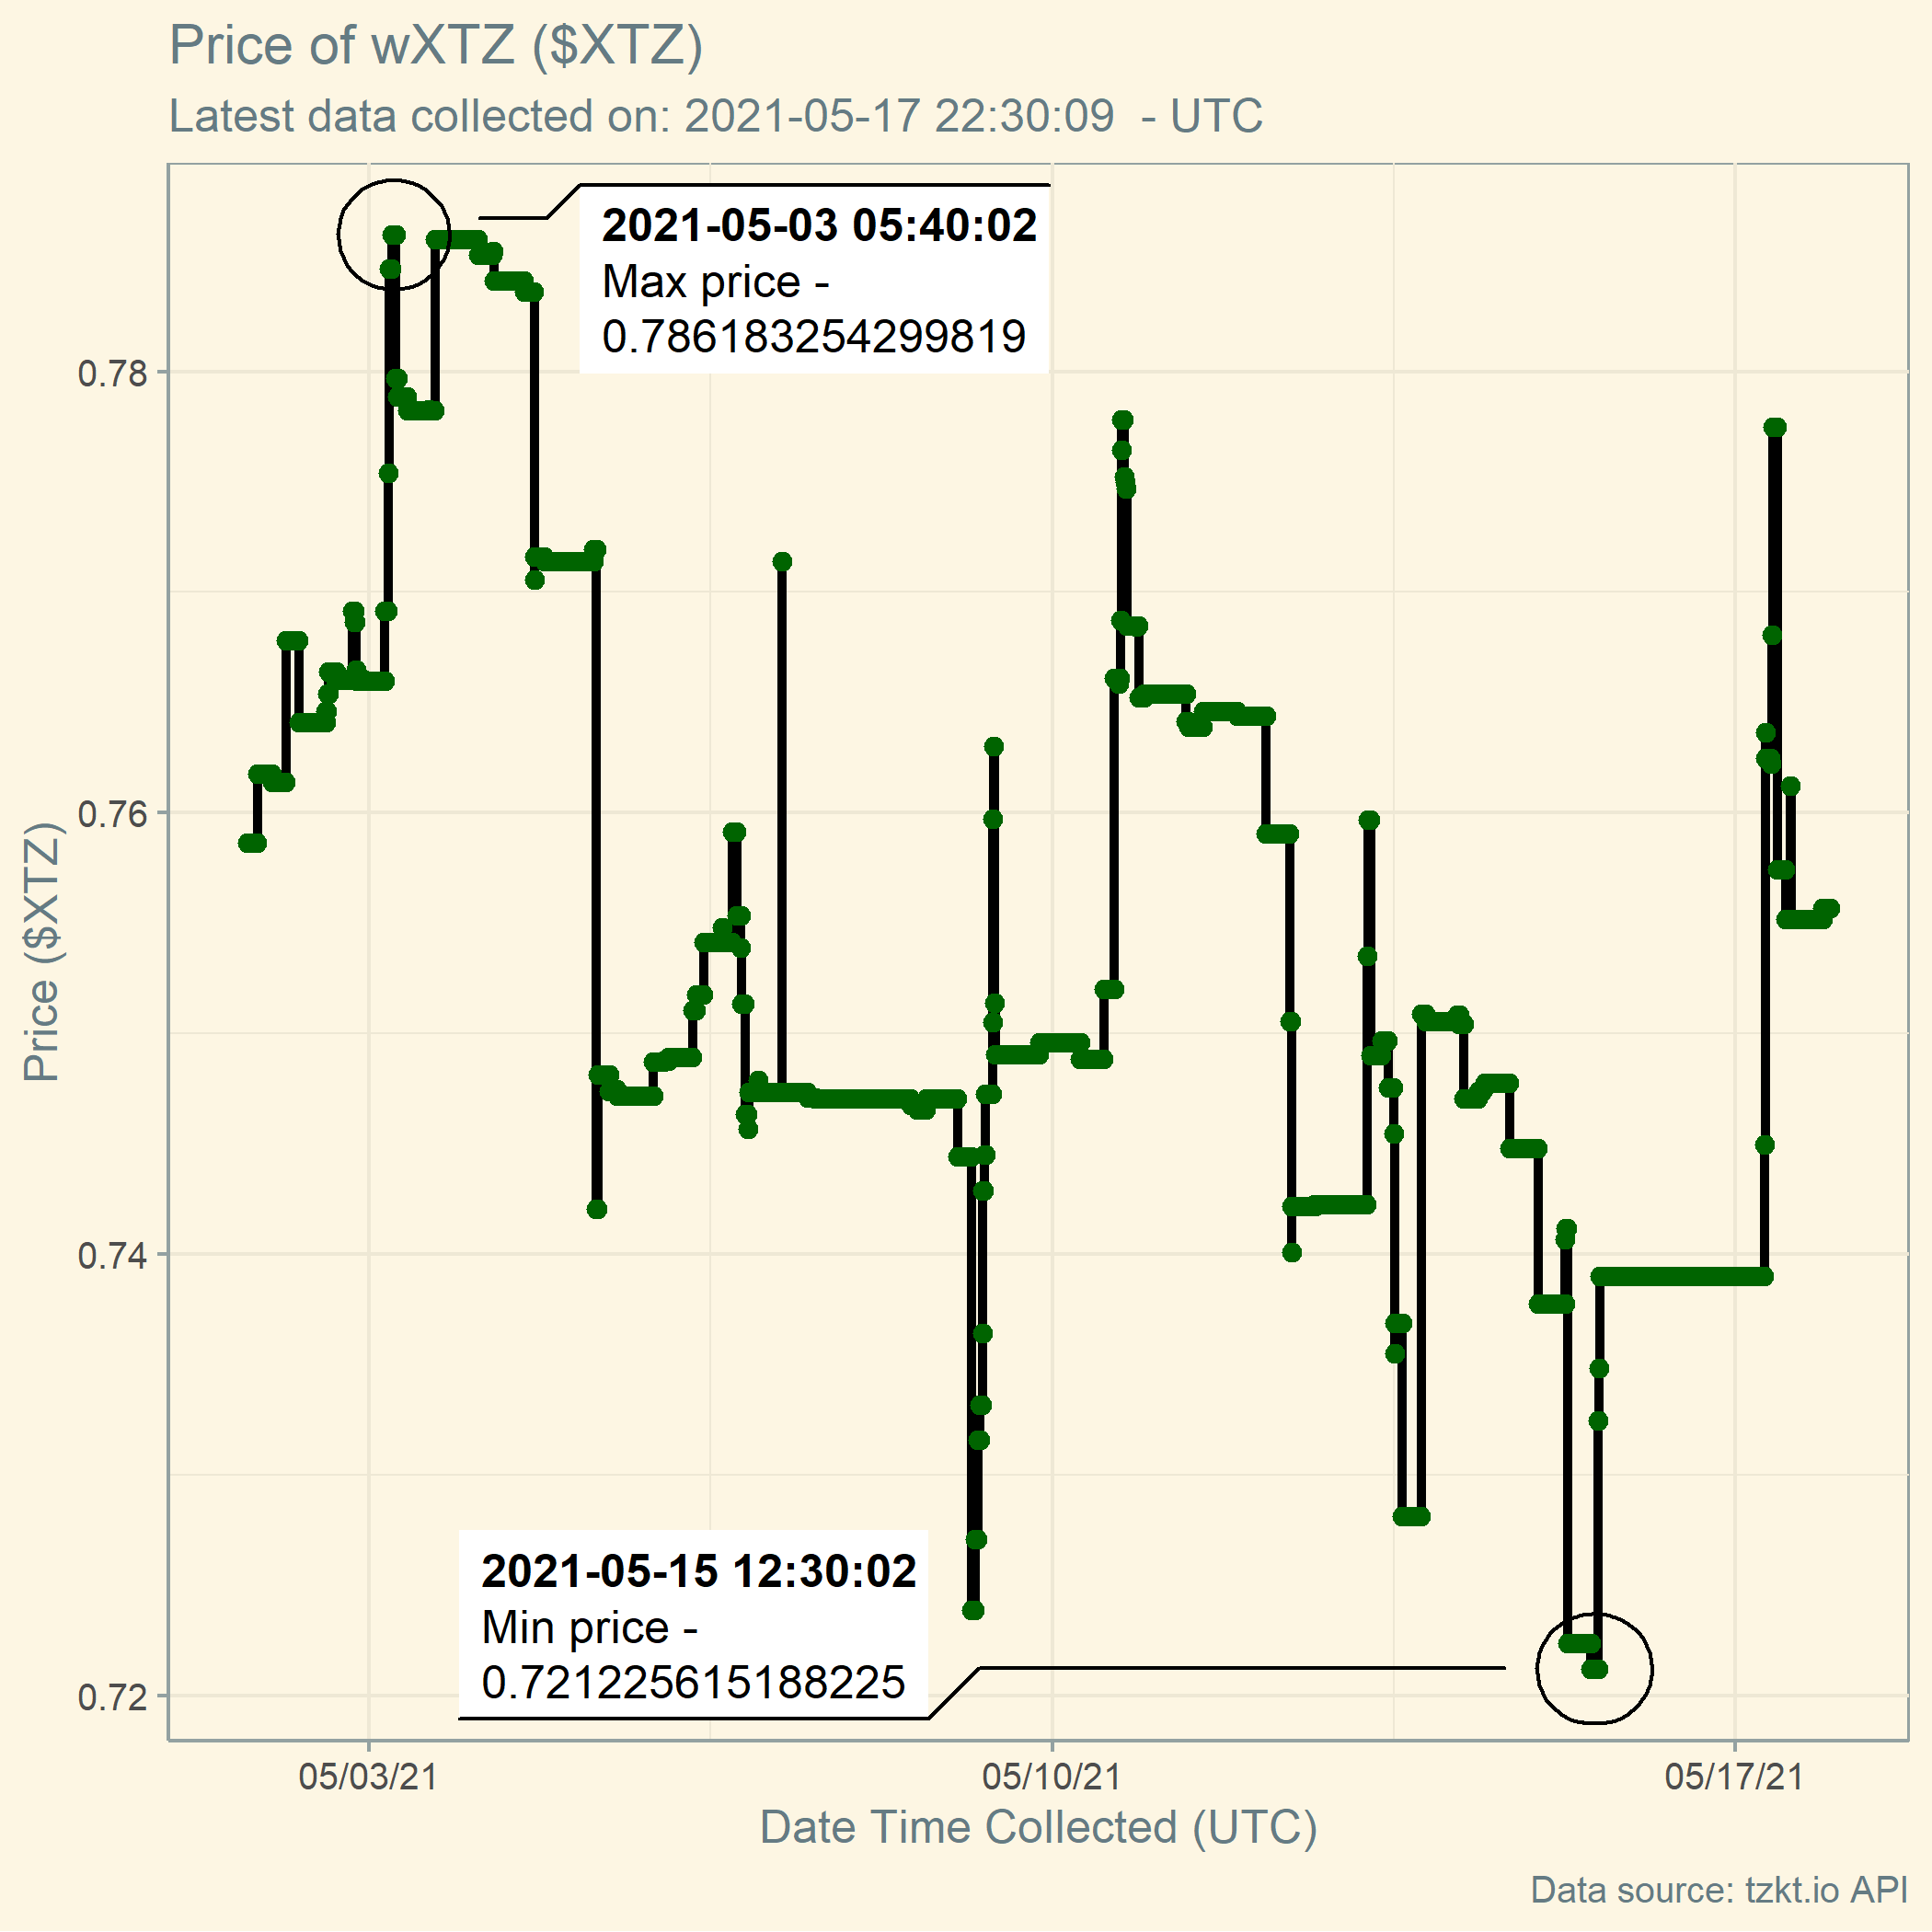 Price of wXTZ ($XTZ)
Latest data collected on: 2021-05-17 22:30:09  - UTC
2021-05-03 05:40:02
Max price -
0.786183254299819
0.78
0.76
0.74
0.72
Price ($XTZ)
2021-05-15 12:30:02
Min price -
0.721225615188225
05/03/21
05/10/21
05/17/21
Date Time Collected (UTC)
Data source: tzkt.io API